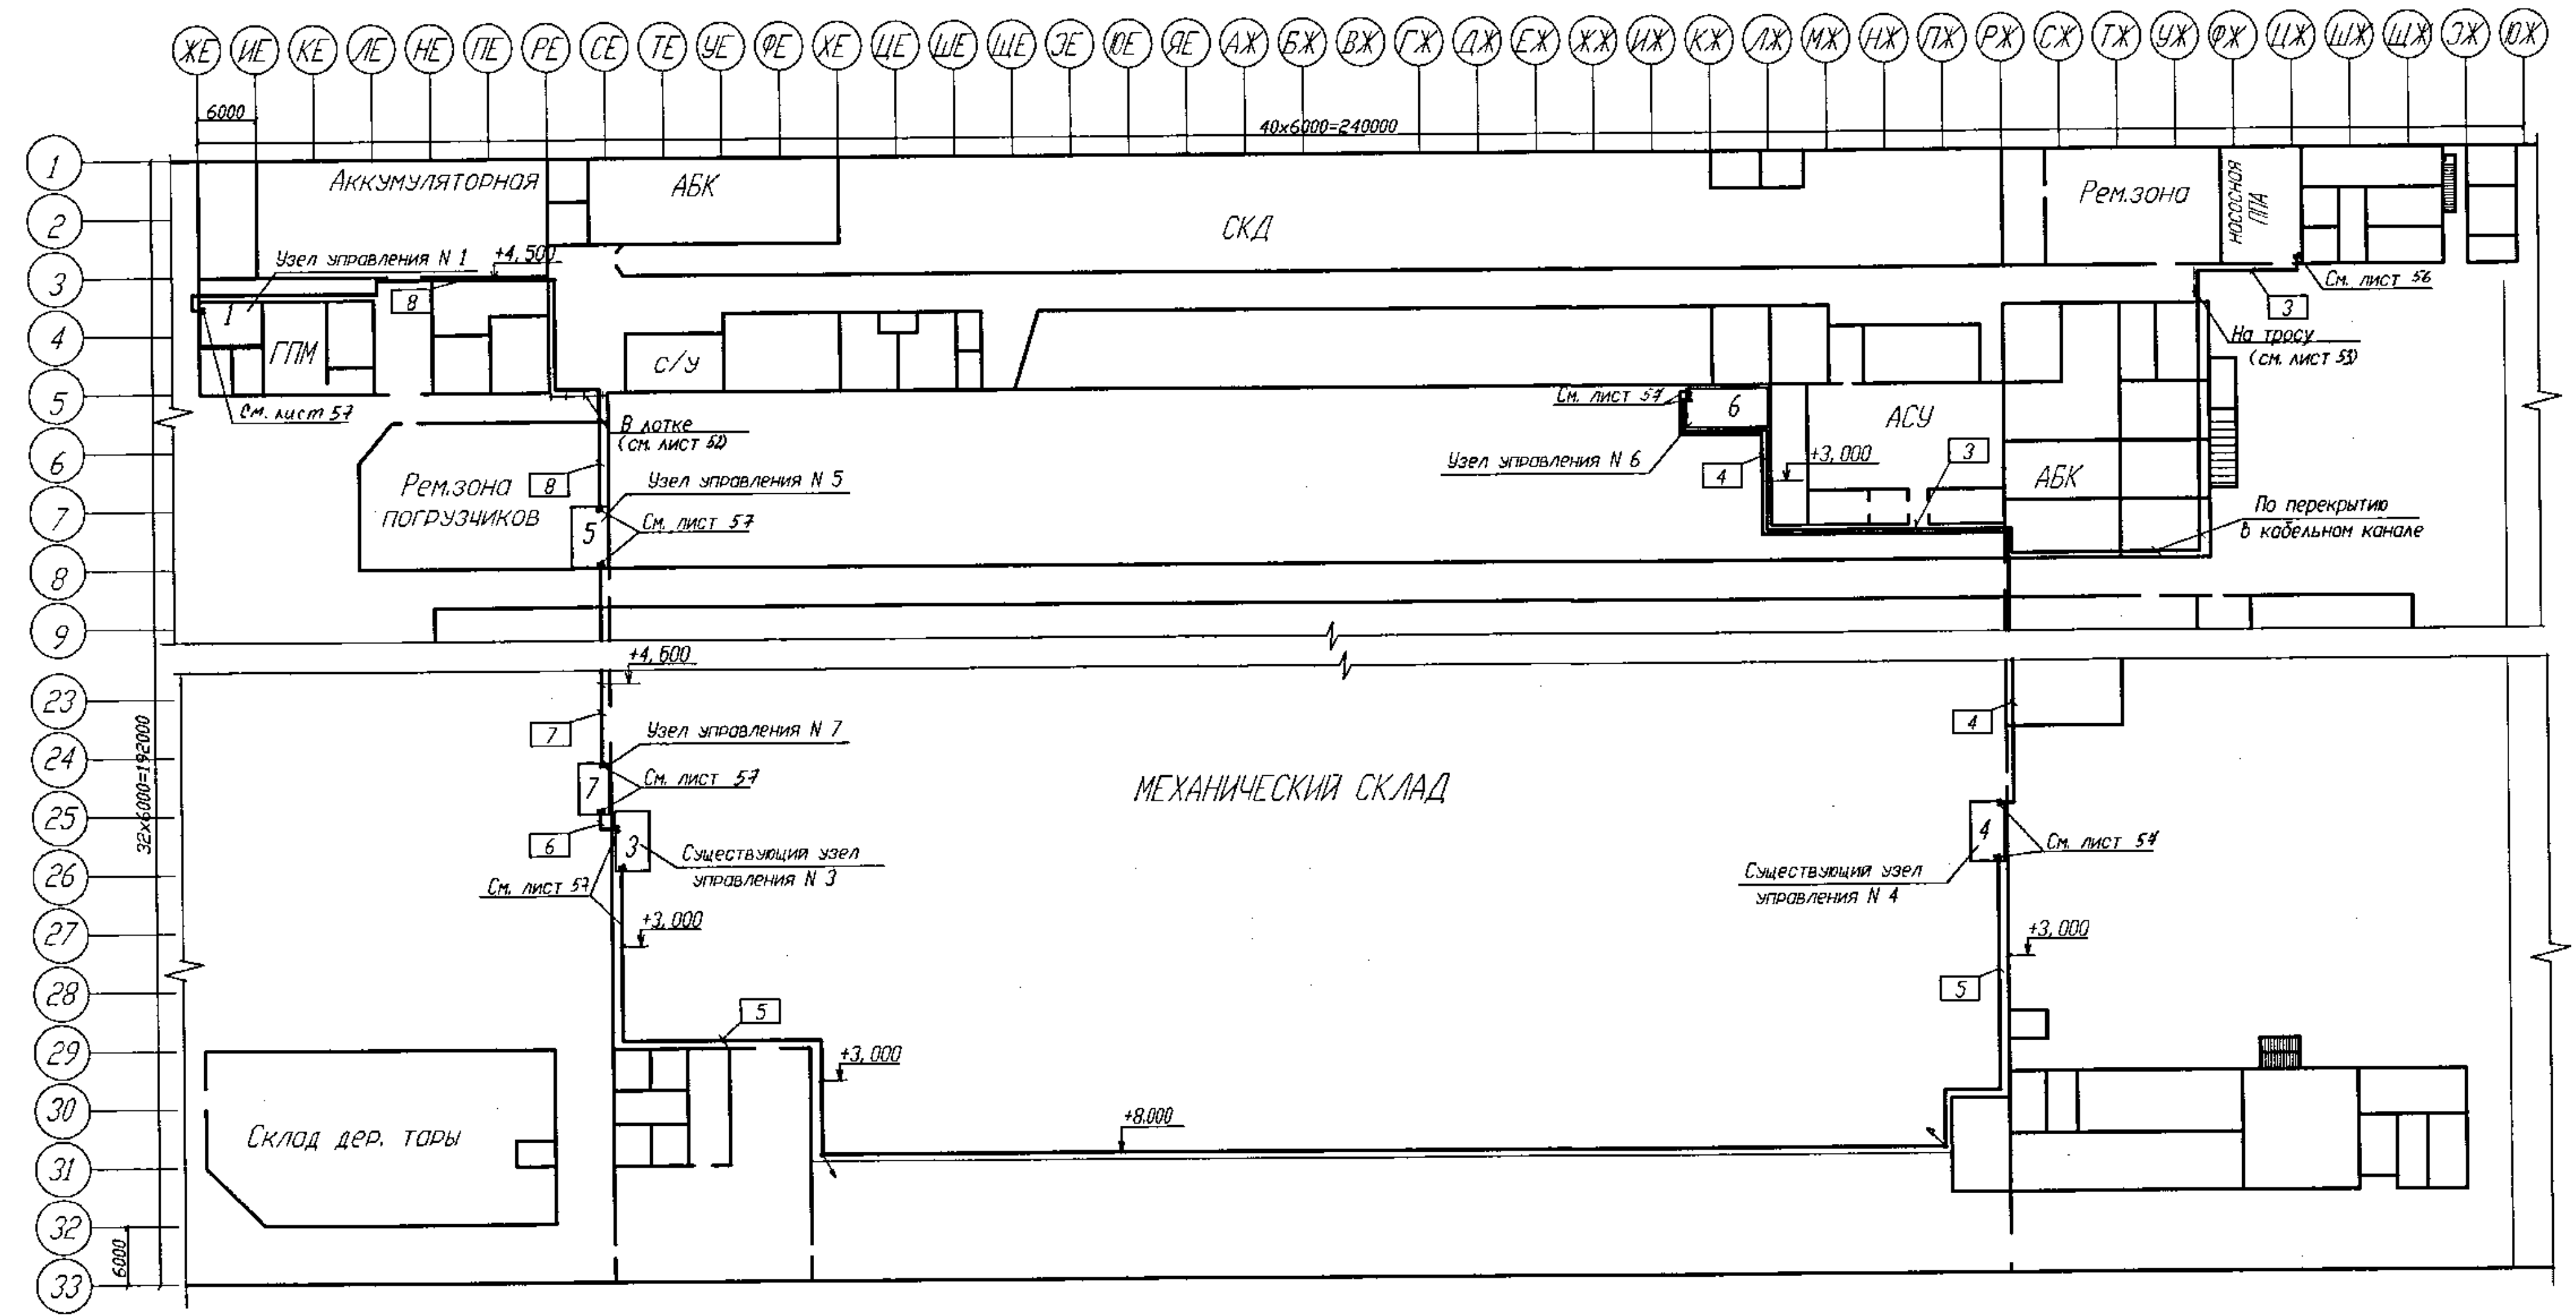 ЖЕ ИЕ КЕ ЛЕ НЕ ПЕ РЕ СЕ ТЕ УЕ ФЕ ХЕ ЦЕ ШЕ ЩЕ ЭЕ ЮЕ ЯЕ АЖ БЖ ВЖ ГЖ ДЖ ЕЖ ЖЖ ИЖ КЖ ЛЖ МЖ НЖ ПЖ РЖ СЖ ТЖ УЖ ФЖ ЦЖ ШЖ ЩЖ ЭЖ ЮЖ
6000
40х6000=240000
1
Аккумуляторная
АБК
2
СКД
Рем.зона
насосная
ППА
Узел управления N 1
+4,500
3
См. лист 56
8
3
1
4
ГПМ
с/у
На тросу
(см. лист 53)
5
См. лист 57
В лотке
(см. лист 52)
См. лист 57
6
АСУ
6
Узел управления N 6
4
+3,000
3
Рем.зона
погрузчиков
8
Узел управления N 5
АБК
7
5
См. лист 57
По перекрытию
в кабельном канале
8
9
+4,600
23
7
Узел управления N 7
4
24
7
См. лист 57
МЕХАНИЧЕСКИЙ СКЛАД
32х6000=192000
25
6
3
4
См. лист 57
Существующий узел
управления N 3
26
См. лист 57
Существующий узел
управления N 4
27
+3,000
+3,000
28
5
5
29
+3,000
30
Склад дер. тары
+8.000
31
32
6000
33